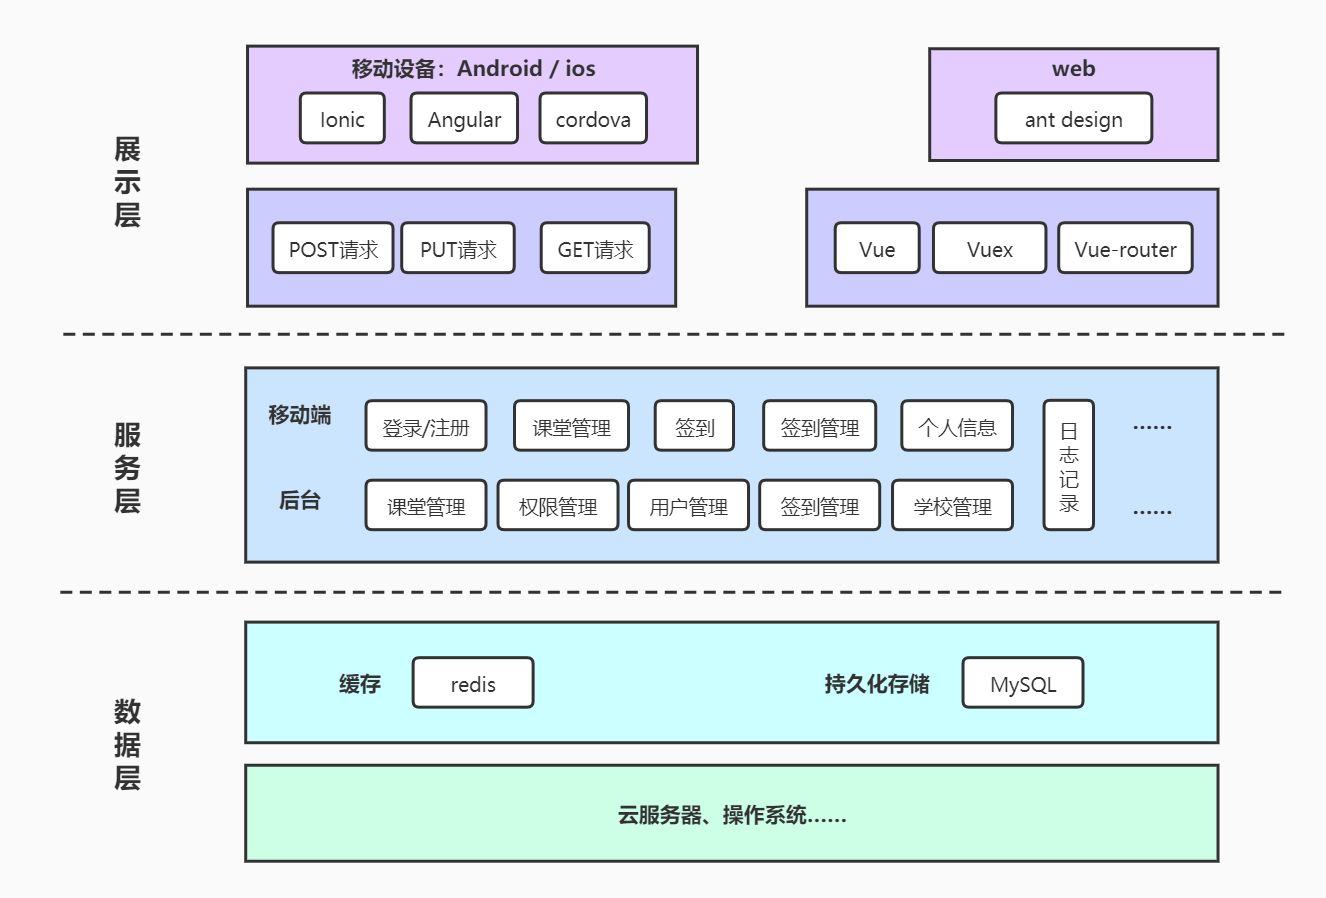 展示层
移动设备：Android / ios
Ionic
Angular
cordova
web
ant design
POST请求
PUT请求
GET请求
Vue
Vuex
Vue-router
服务层
移动端
登录/注册
课堂管理
签到
签到管理
个人信息
日志记录
......
后台
课堂管理
权限管理
用户管理
签到管理
学校管理
......
数据层
缓存
redis
持久化存储
MySQL
云服务器、操作系统......